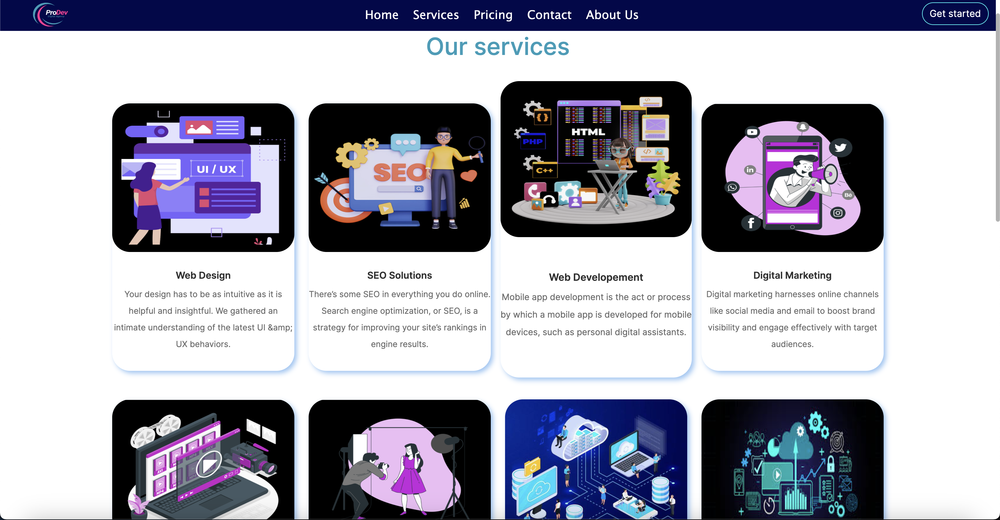 ProDev
Digital Agency
Home Services Pricing Contact About Us
Get started
Our services
UI / UX
SEO
HTML
PHP
C++
in
Bē
f
Web Design
Your design has to be as intuitive as it is
helpful and insightful. We gathered an
intimate understanding of the latest UI &amp;
UX behaviors.
SEO Solutions
There’s some SEO in everything you do online.
Search engine optimization, or SEO, is a
strategy for improving your site’s rankings in
engine results.
Web Developement
Mobile app development is the act or process
by which a mobile app is developed for mobile
devices, such as personal digital assistants.
Digital Marketing
Digital marketing harnesses online channels
like social media and email to boost brand
visibility and engage effectively with target
audiences.
AVI
MP4
MP4
MKV